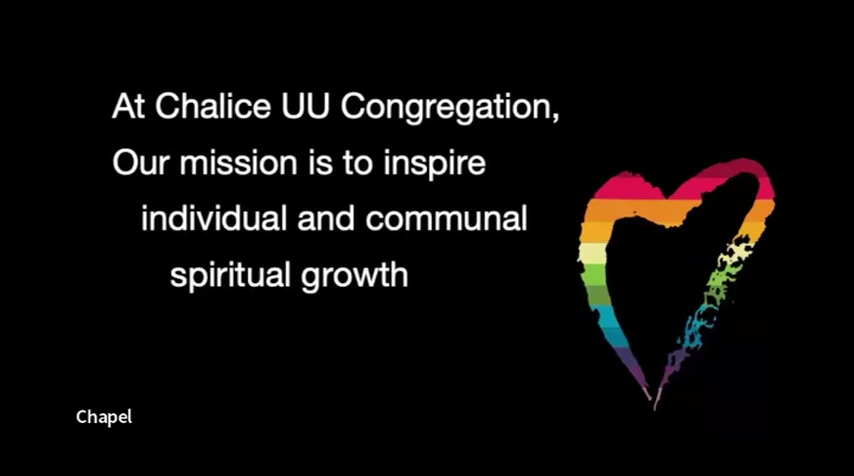 At Chalice UU Congregation,
Our mission is to inspire
individual and communal
spiritual growth
Chapel